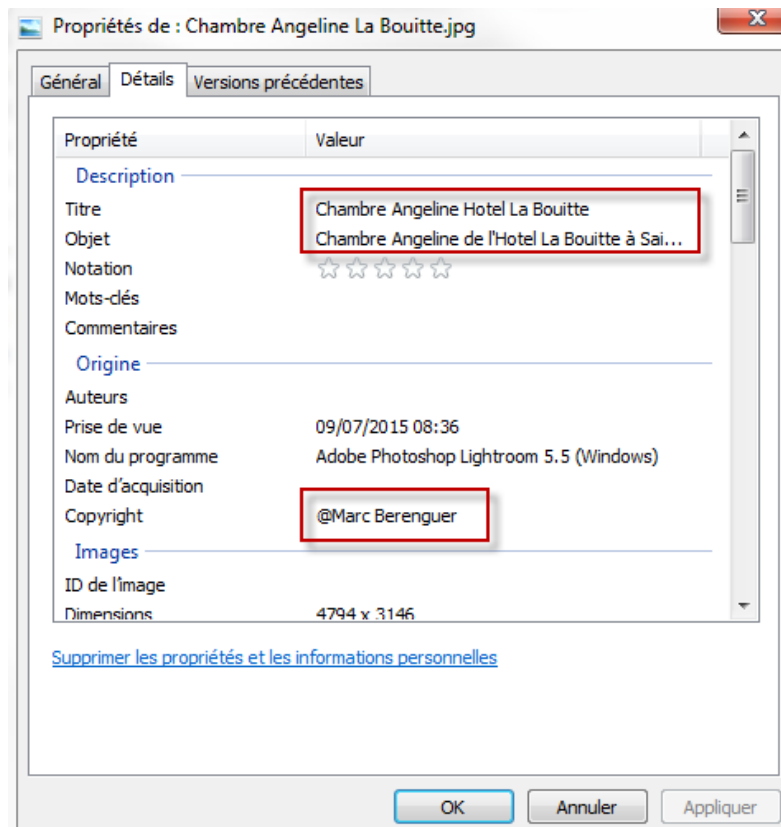 Propriétés de : Chambre Angeline La Bouitte.jpg
Général Détails Versions précédentes
Propriété Valeur
Description
Titre Chambre Angeline Hotel La Bouitte
Objet Chambre Angeline de l'Hotel La Bouitte à Sai...
Notation
Mots-clés
Commentaires
Origine
Auteurs
Prise de vue 09/07/2015 08:36
Nom du programme Adobe Photoshop Lightroom 5.5 (Windows)
Date d'acquisition
Copyright @Marc Berenguer
Images
ID de l'image
Dimensions 4794 x 3146
Supprimer les propriétés et les informations personnelles
OK Annuler Appliquer